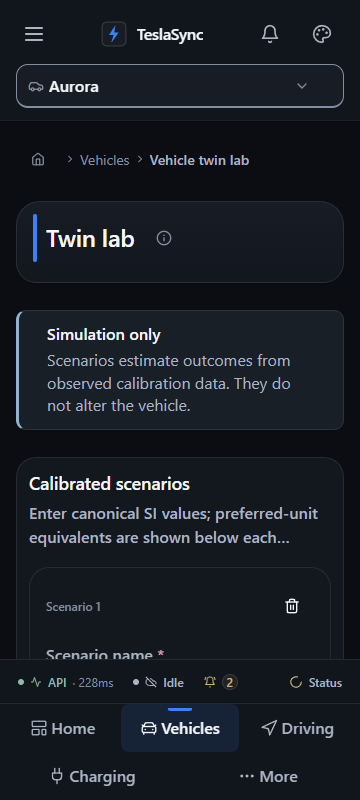 TeslaSync
Aurora
Vehicles
Vehicle twin lab
Twin lab
Simulation only
Scenarios estimate outcomes from
observed calibration data. They do
not alter the vehicle.
Calibrated scenarios
Enter canonical SI values; preferred-unit
equivalents are shown below each...
Scenario 1
Scenario name *
API · 228ms
Idle
2
Status
Home
Vehicles
Driving
Charging
More